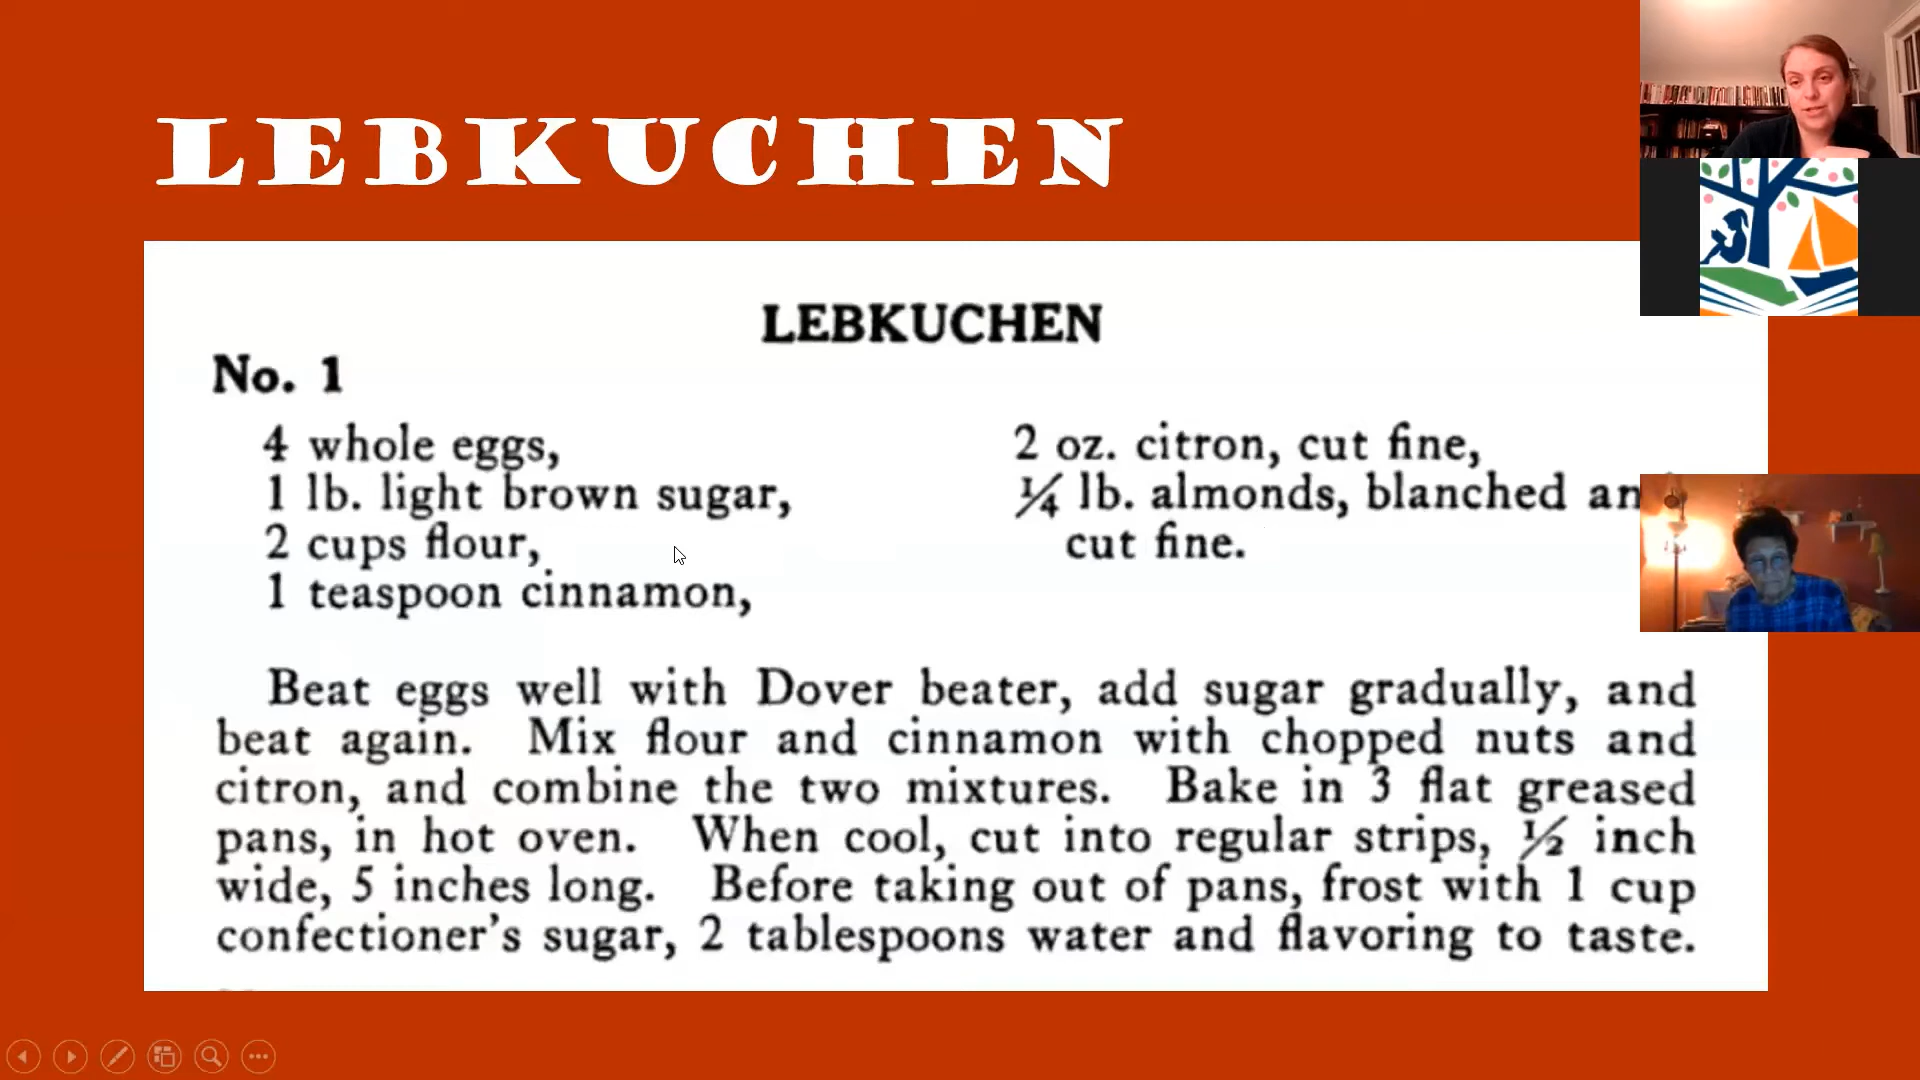 LEBKUCHEN
LEBKUCHEN
No. 1
4 whole eggs,
1 lb. light brown sugar,
2 cups flour,
1 teaspoon cinnamon,
2 oz. citron, cut fine,
¼ lb. almonds, blanched an
cut fine.
Beat eggs well with Dover beater, add sugar gradually, and
beat again. Mix flour and cinnamon with chopped nuts and
citron, and combine the two mixtures. Bake in 3 flat greased
pans, in hot oven. When cool, cut into regular strips, ½ inch
wide, 5 inches long. Before taking out of pans, frost with 1 cup
confectioner's sugar, 2 tablespoons water and flavoring to taste.